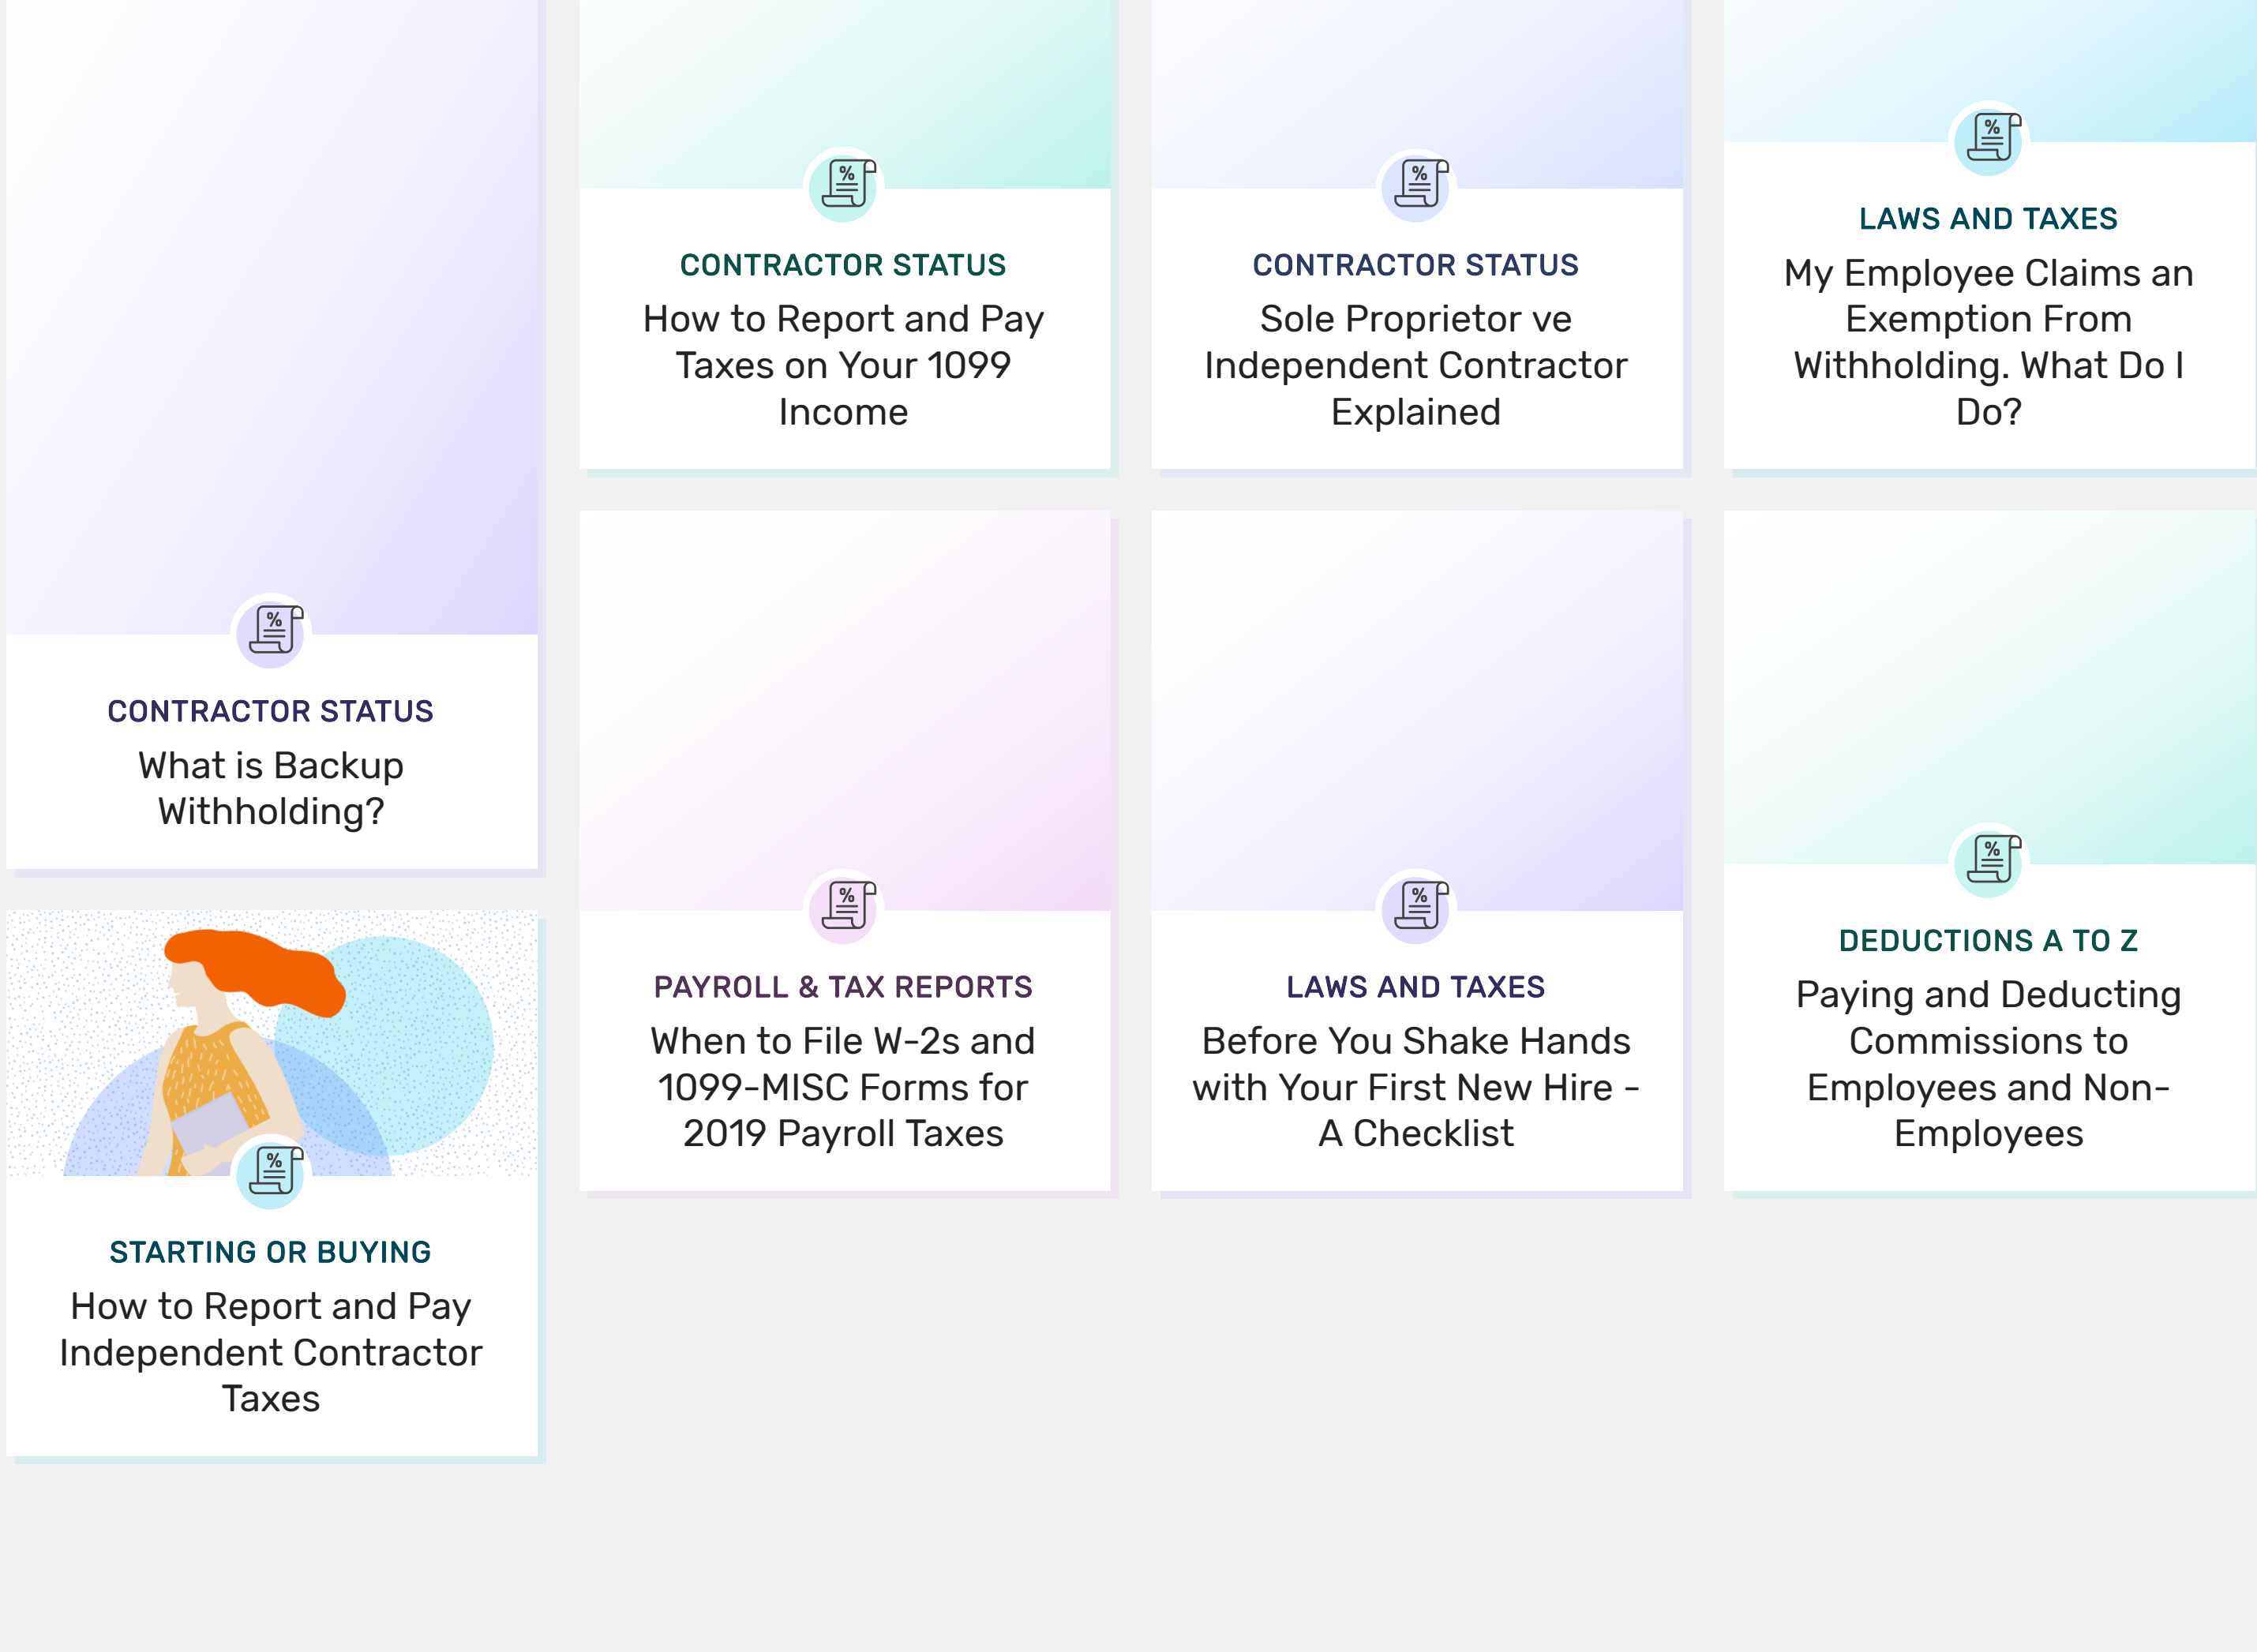 CONTRACTOR STATUS
How to Report and Pay
Taxes on Your 1099
Income
CONTRACTOR STATUS
Sole Proprietor ve
Independent Contractor
Explained
LAWS AND TAXES
My Employee Claims an
Exemption From
Withholding. What Do I
Do?
CONTRACTOR STATUS
What is Backup
Withholding?
PAYROLL & TAX REPORTS
When to File W-2s and
1099-MISC Forms for
2019 Payroll Taxes
LAWS AND TAXES
Before You Shake Hands
with Your First New Hire -
A Checklist
DEDUCTIONS A TO Z
Paying and Deducting
Commissions to
Employees and Non-
Employees
STARTING OR BUYING
How to Report and Pay
Independent Contractor
Taxes